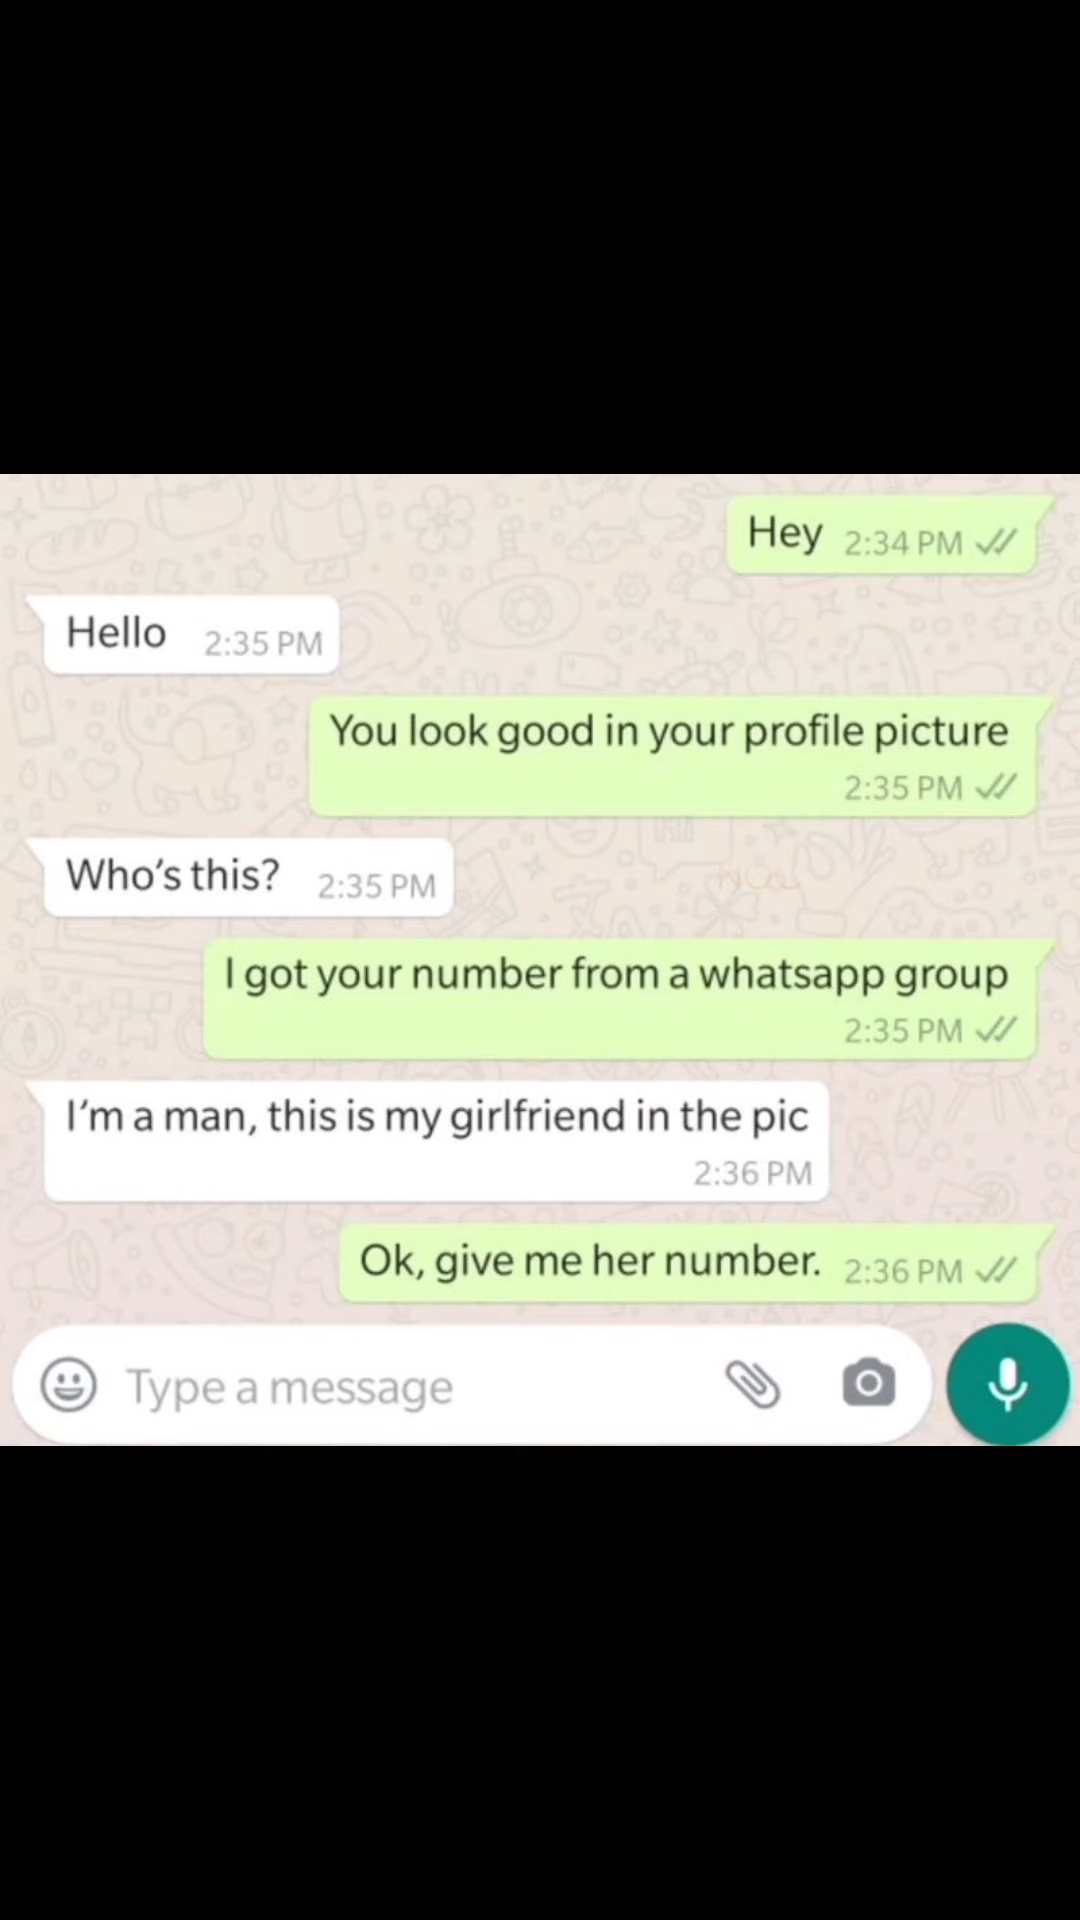 Hey 2:34 PM
Hello 2:35 PM
You look good in your profile picture
2:35 PM
Who's this? 2:35 PM
I got your number from a whatsapp group
2:35 PM
I'm a man, this is my girlfriend in the pic
2:36 PM
Ok, give me her number. 2:36 PM
Type a message